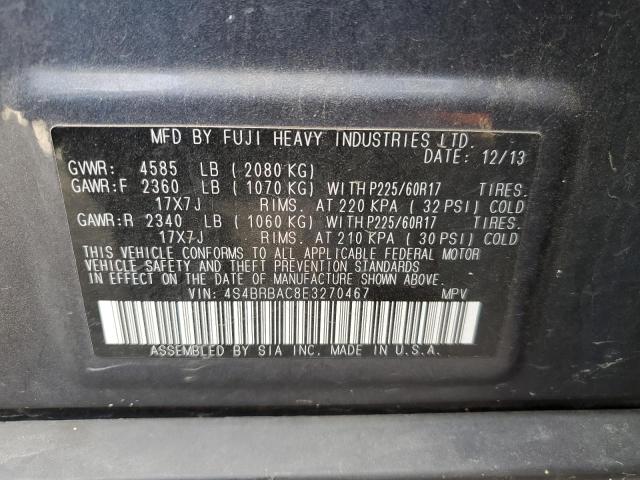 MFD BY FUJI HEAVY INDUSTRIES LTD.
DATE: 12/13
GVWR: 4585 LB ( 2080 KG)
GAWR:F 2360 LB ( 1070 KG) WITH P225/60R17 TIRES.
17X7J RIMS. AT 220 KPA ( 32 PSI) COLD
GAWR:R 2340 LB ( 1060 KG) WITH P225/60R17 TIRES.
17X7J RIMS. AT 210 KPA ( 30 PSI) COLD
THIS VEHICLE CONFORMS TO ALL APPLICABLE FEDERAL MOTOR
VEHICLE SAFETY AND THEFT PREVENTION STANDARDS
IN EFFECT ON THE DATE OF MANUFACTURE SHOWN ABOVE.
VIN: 4S4BRBAC8E3270467 MPV
ASSEMBLED BY SIA INC. MADE IN U.S.A.